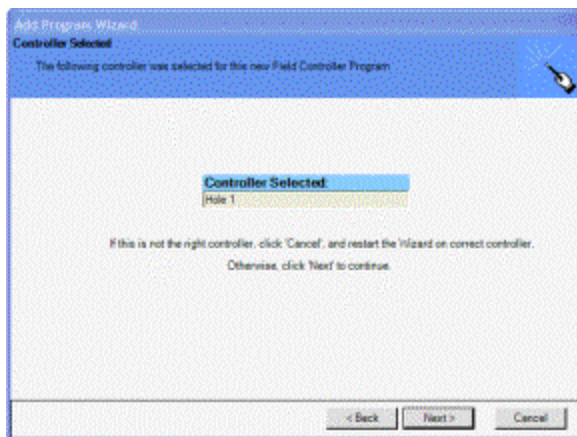 Add Program Wizard
Controller Selected
The following controller was selected for this new Field Controller Program
Controller Selected:
Hole 1
If this is not the right controller, click 'Cancel', and restart the Wizard on correct controller.
Otherwise, click 'Next' to continue.
< Back Next > Cancel